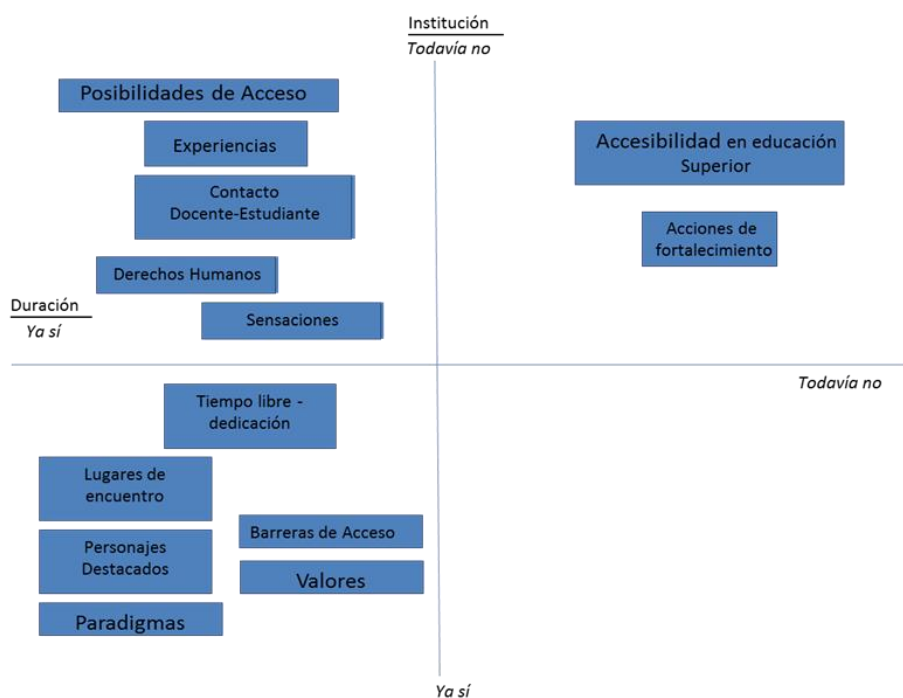 Institución
Todavía no
Posibilidades de Acceso
Experiencias
Contacto
Docente-Estudiante
Derechos Humanos
Sensaciones
Accesibilidad en educación
Superior
Acciones de
fortalecimiento
Duración
Ya sí
Todavía no
Tiempo libre -
dedicación
Lugares de
encuentro
Personajes
Destacados
Paradigmas
Barreras de Acceso
Valores
Ya sí